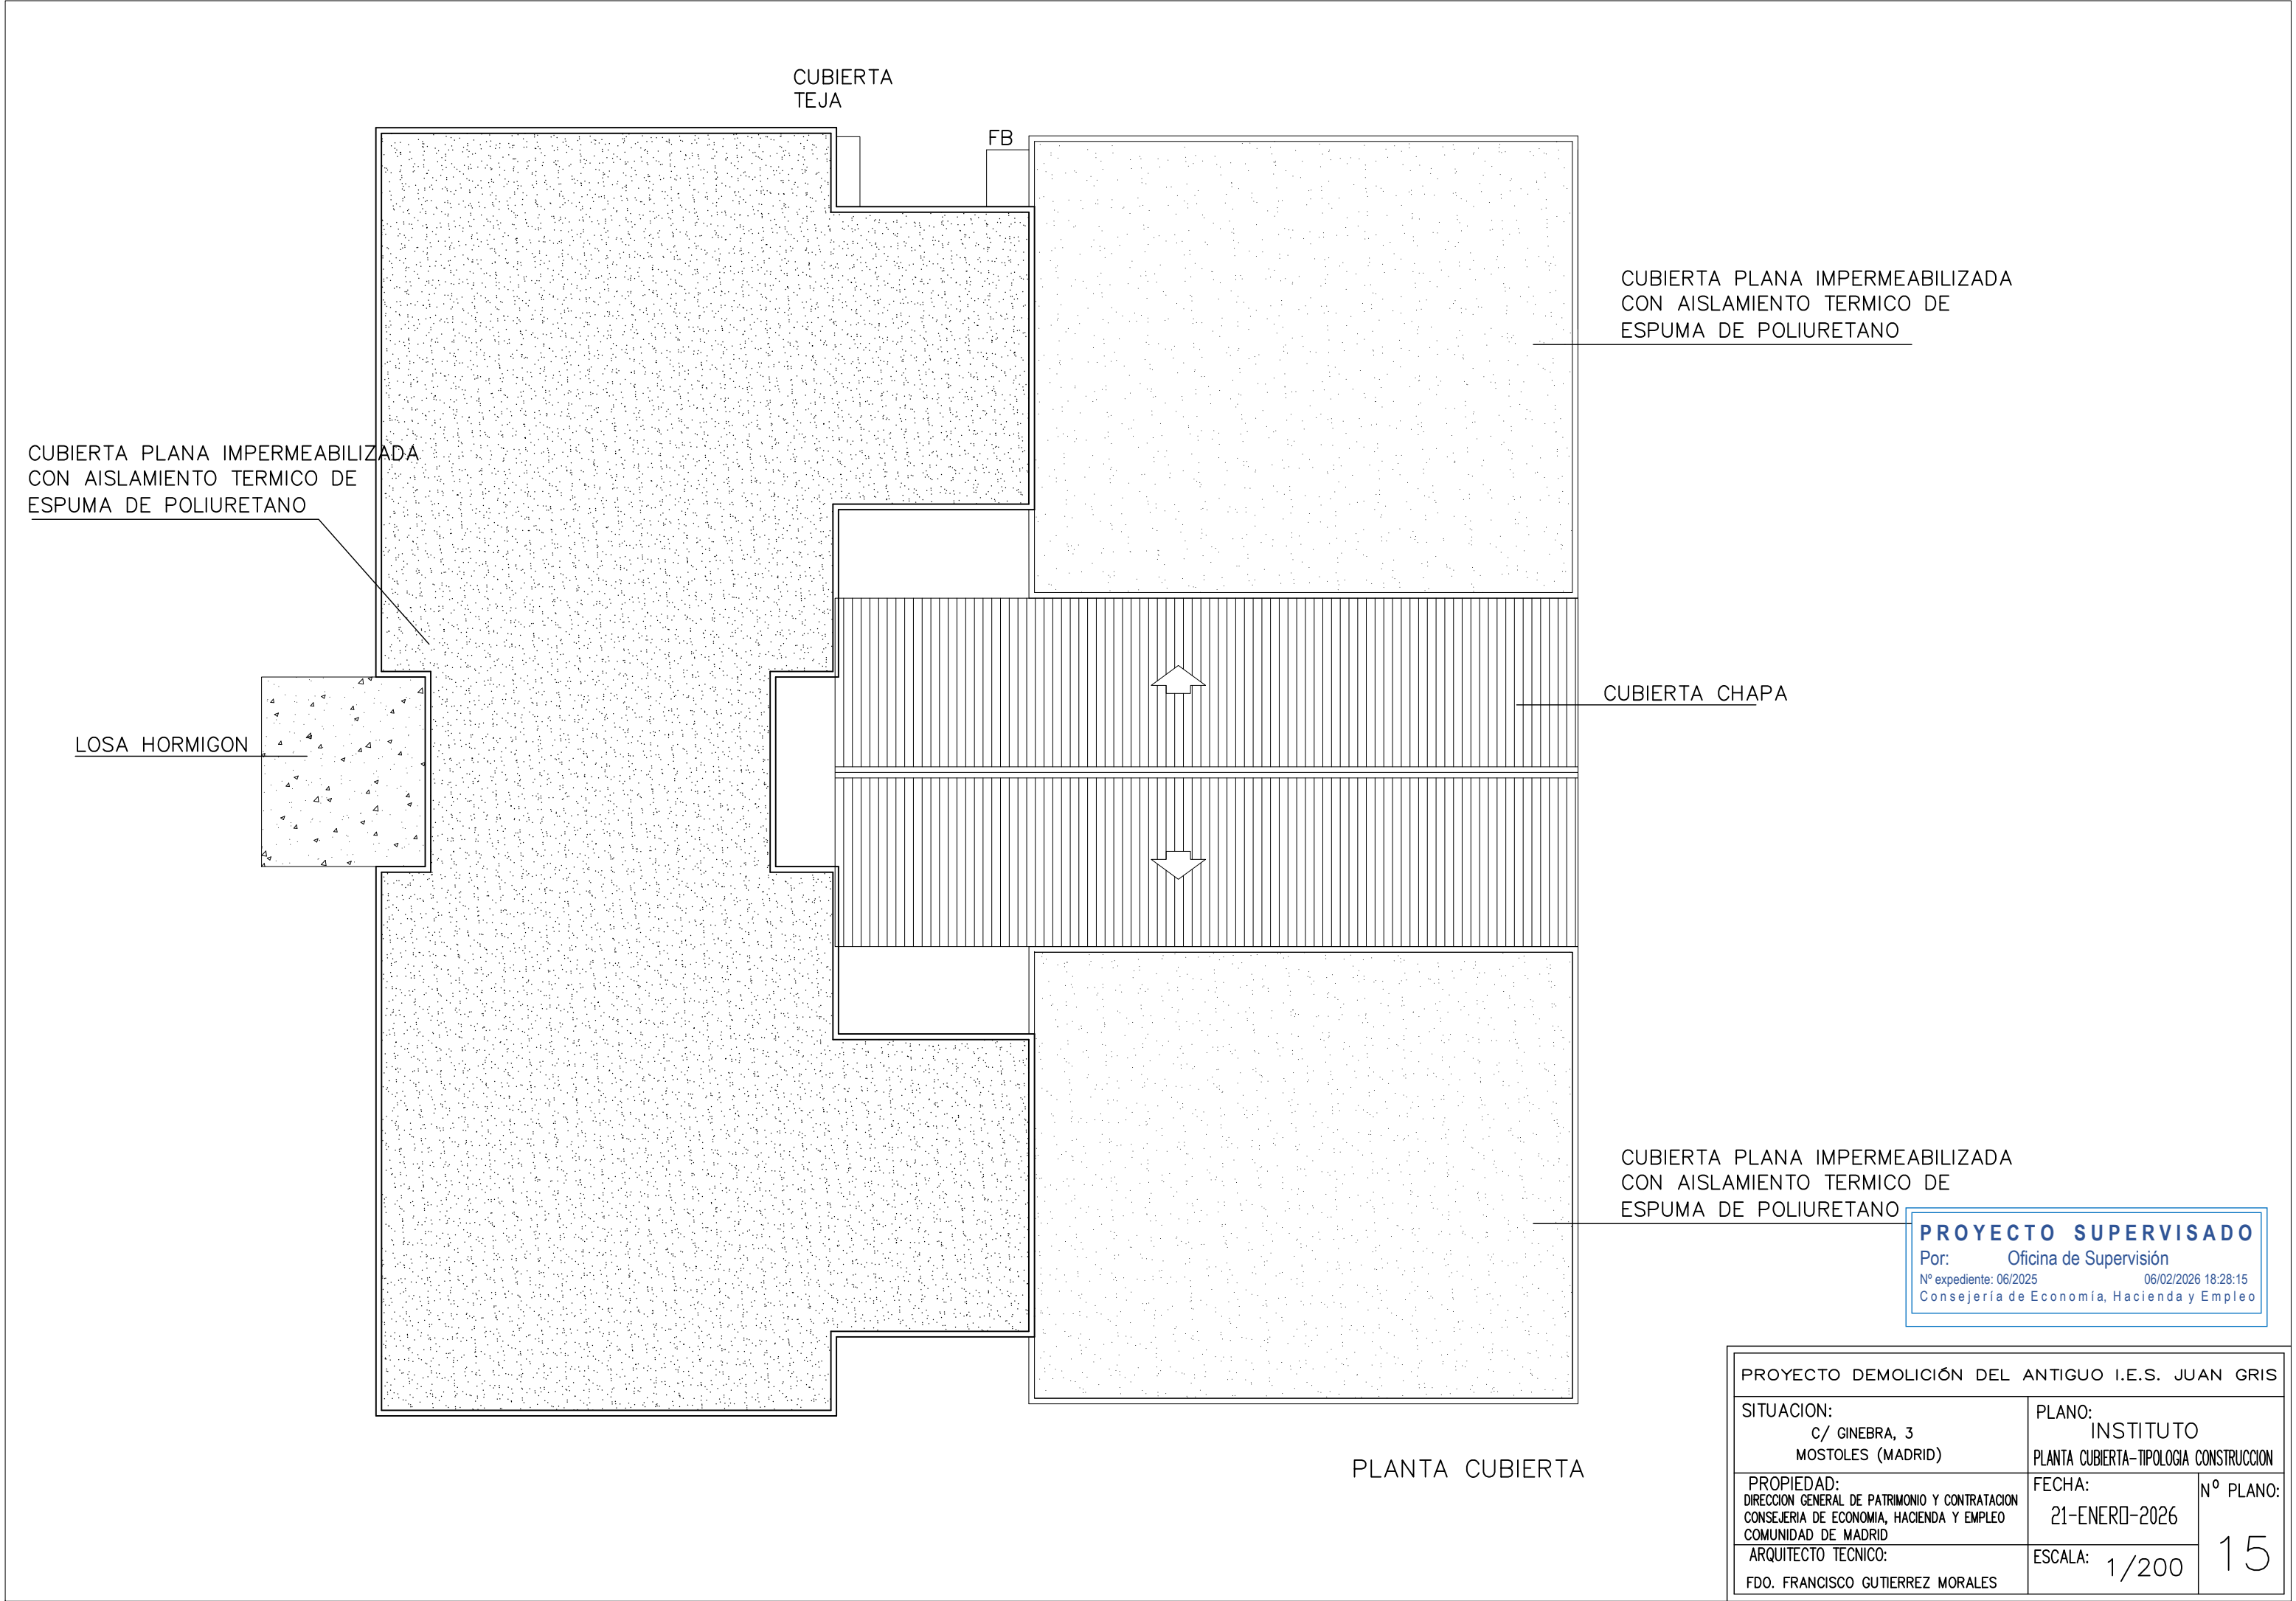 CUBIERTA
TEJA
FB
CUBIERTA PLANA IMPERMEABILIZADA
CON AISLAMIENTO TERMICO DE
ESPUMA DE POLIURETANO
CUBIERTA PLANA IMPERMEABILIZADA
CON AISLAMIENTO TERMICO DE
ESPUMA DE POLIURETANO
CUBIERTA CHAPA
LOSA HORMIGON
CUBIERTA PLANA IMPERMEABILIZADA
CON AISLAMIENTO TERMICO DE
ESPUMA DE POLIURETANO
PROYECTO SUPERVISADO
Por: Oficina de Supervisión
Nº expediente: 06/2025 06/02/2026 18:28:15
Consejería de Economía, Hacienda y Empleo
PLANTA CUBIERTA
PROYECTO DEMOLICIÓN DEL ANTIGUO I.E.S. JUAN GRIS
SITUACION:
C/ GINEBRA, 3
MOSTOLES (MADRID)
PLANO:
INSTITUTO
PLANTA CUBIERTA-TIPOLOGIA CONSTRUCCION
PROPIEDAD:
DIRECCION GENERAL DE PATRIMONIO Y CONTRATACION
CONSEJERIA DE ECONOMIA, HACIENDA Y EMPLEO
COMUNIDAD DE MADRID
FECHA:
21-ENERO-2026
Nº PLANO:
15
ARQUITECTO TECNICO:
FDO. FRANCISCO GUTIERREZ MORALES
ESCALA: 1/200